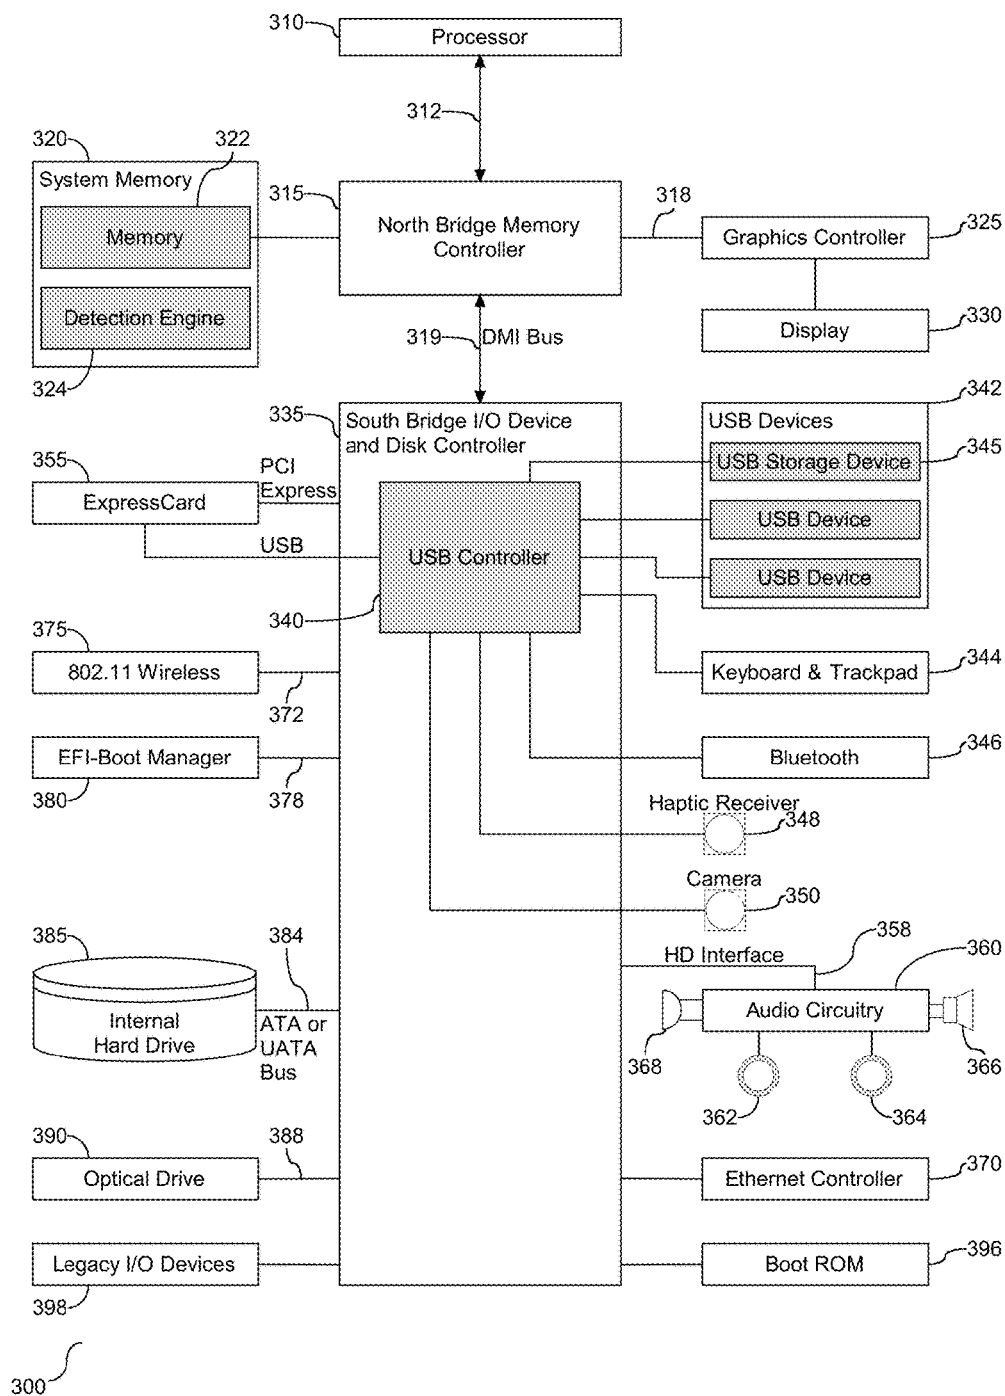 310
Processor
312
320
322
System Memory
Memory
Detection Engine
324
315
North Bridge Memory
Controller
318
Graphics Controller
325
Display
330
319
DMI Bus
335
South Bridge I/O Device
and Disk Controller
342
USB Devices
USB Storage Device
345
USB Device
USB Device
355
ExpressCard
PCI
Express
USB
USB Controller
340
375
802.11 Wireless
372
Keyboard & Trackpad
344
EFI-Boot Manager
380
378
Bluetooth
346
Haptic Receiver
348
Camera
350
385
Internal
Hard Drive
384
ATA or
UATA
Bus
HD Interface
358
360
Audio Circuitry
368
366
362
364
390
Optical Drive
388
Ethernet Controller
370
Legacy I/O Devices
398
Boot ROM
396
300